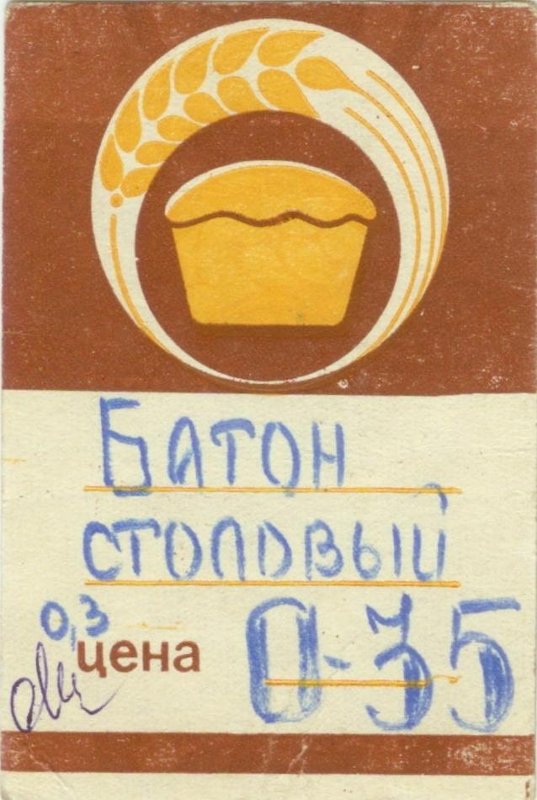 Батон
столовый
0,3
цена 0-35